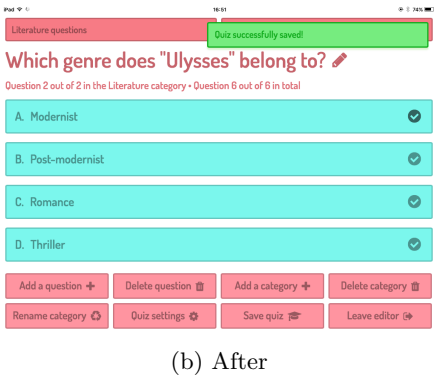 iPad 16:51 74%
Literature questions
Quiz successfully saved!
Which genre does "Ulysses" belong to?
Question 2 out of 2 in the Literature category • Question 6 out of 6 in total
A. Modernist
B. Post-modernist
C. Romance
D. Thriller
Add a question Delete question Add a category Delete category
Rename category Quiz settings Save quiz Leave editor
(b) After